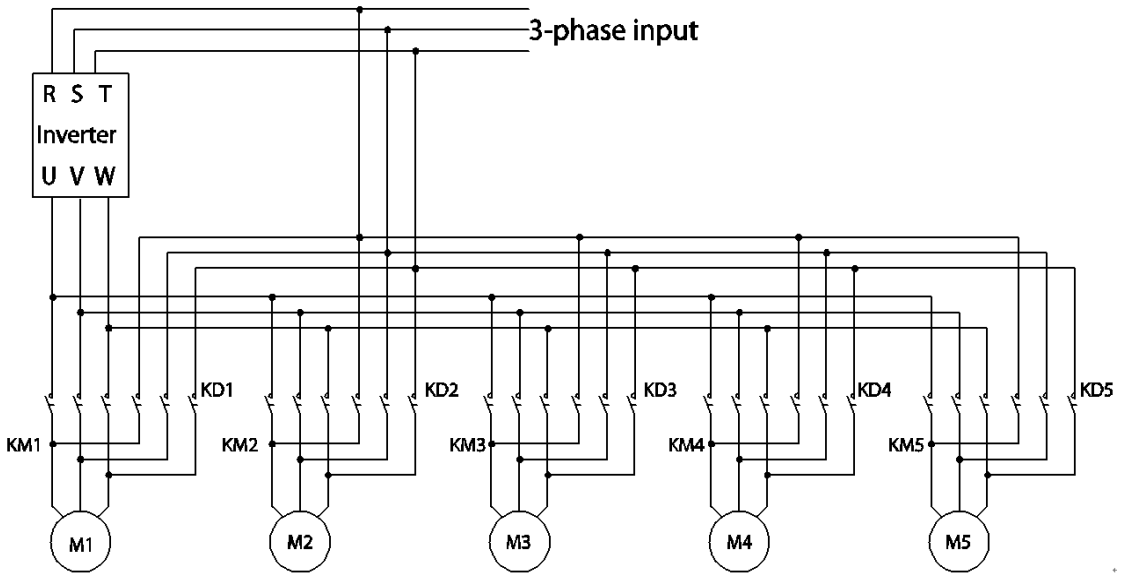 3-phase input
R S T
Inverter
U V W
KD1 KD2 KD3 KD4 KD5
KM1 KM2 KM3 KM4 KM5
M1 M2 M3 M4 M5